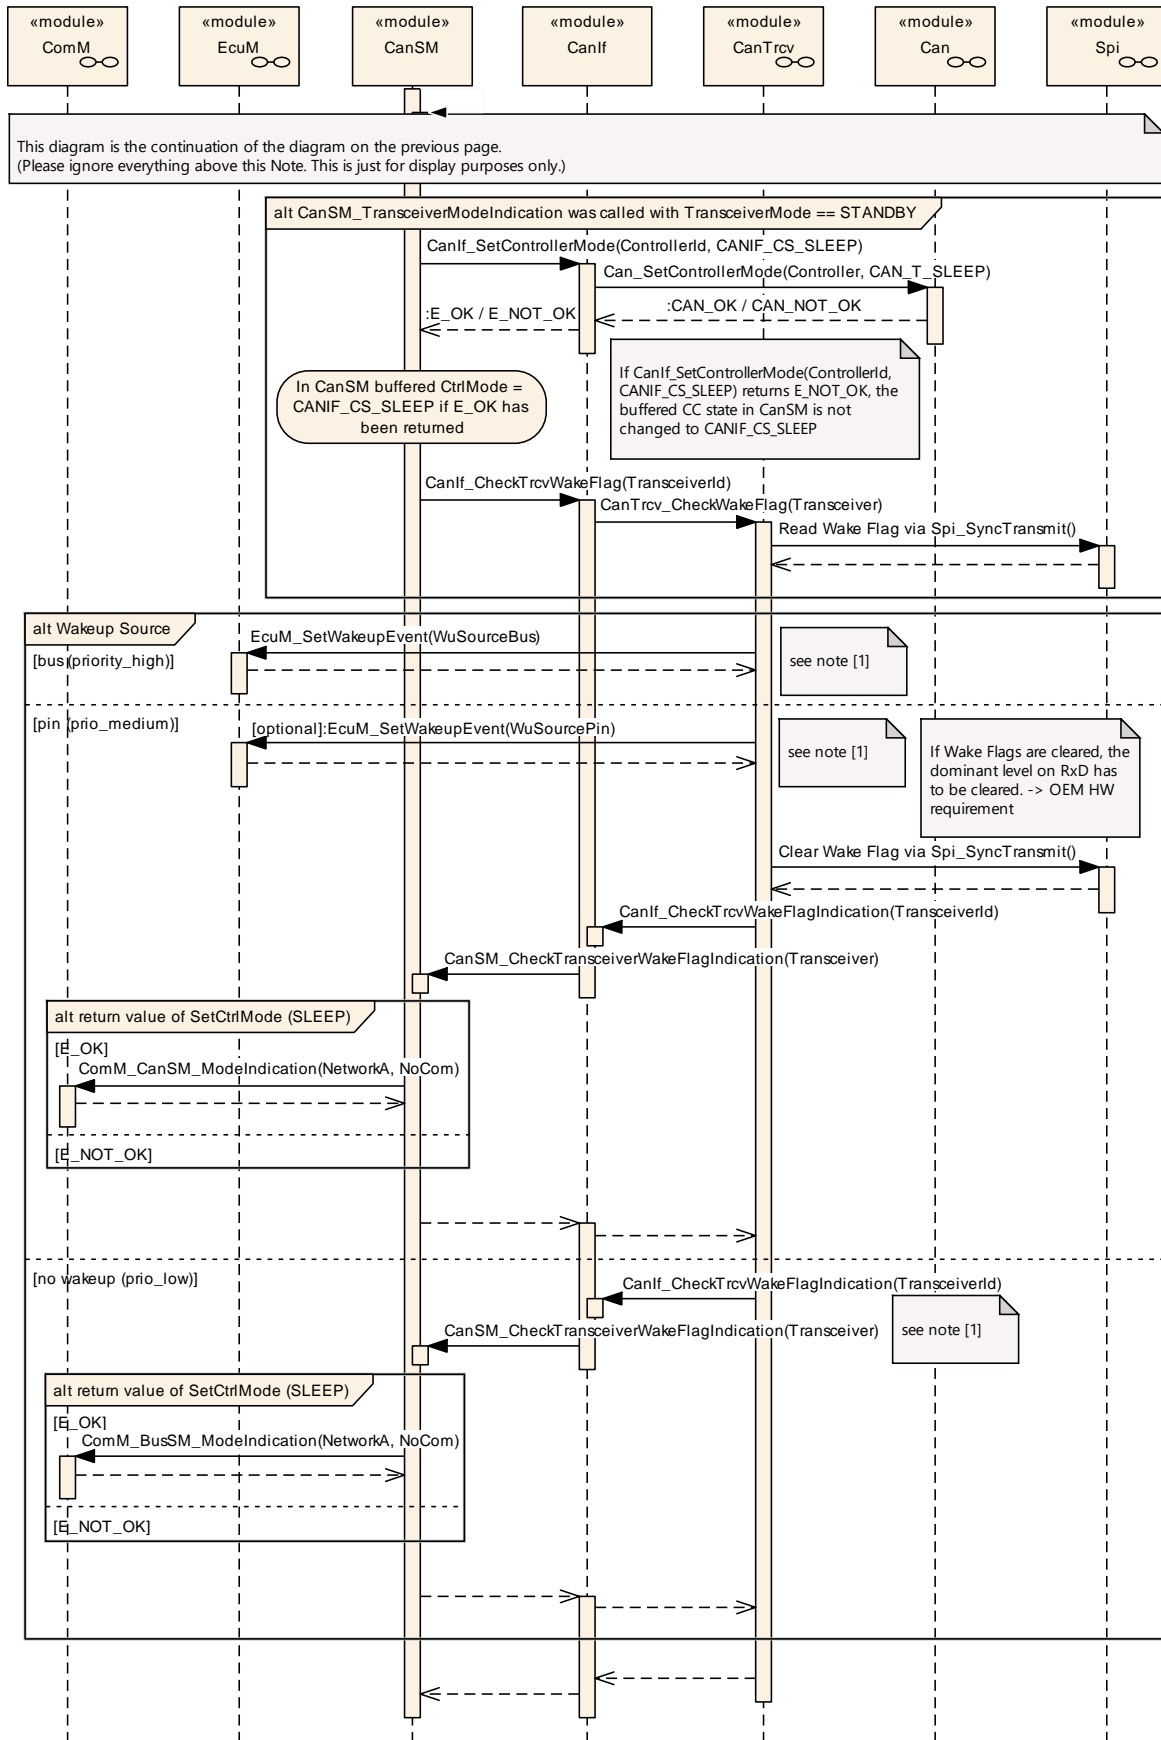 «module»
ComM
«module»
EcuM
«module»
CanSM
«module»
CanIf
«module»
CanTrcv
«module»
Can
«module»
Spi
This diagram is the continuation of the diagram on the previous page.
(Please ignore everything above this Note. This is just for display purposes only.)
alt CanSM_TransceiverModeIndication was called with TransceiverMode == STANDBY
CanIf_SetControllerMode(ControllerId, CANIF_CS_SLEEP)
Can_SetControllerMode(Controller, CAN_T_SLEEP)
:E_OK / E_NOT_OK
:CAN_OK / CAN_NOT_OK
If CanIf_SetControllerMode(ControllerId,
CANIF_CS_SLEEP) returns E_NOT_OK, the
buffered CC state in CanSM is not
changed to CANIF_CS_SLEEP
In CanSM buffered CtrlMode =
CANIF_CS_SLEEP if E_OK has
been returned
CanIf_CheckTrcvWakeFlag(TransceiverId)
CanTrcv_CheckWakeFlag(Transceiver)
Read Wake Flag via Spi_SyncTransmit()
alt Wakeup Source
[bus (priority_high)]
EcuM_SetWakeupEvent(WuSourceBus)
see note [1]
[pin (prio_medium)]
[optional]:EcuM_SetWakeupEvent(WuSourcePin)
see note [1]
If Wake Flags are cleared, the
dominant level on RxD has
to be cleared. -> OEM HW
requirement
Clear Wake Flag via Spi_SyncTransmit()
CanIf_CheckTrcvWakeFlagIndication(TransceiverId)
CanSM_CheckTransceiverWakeFlagIndication(Transceiver)
alt return value of SetCtrlMode (SLEEP)
[E_OK]
ComM_CanSM_ModeIndication(NetworkA, NoCom)
[E_NOT_OK]
[no wakeup (prio_low)]
CanIf_CheckTrcvWakeFlagIndication(TransceiverId)
see note [1]
CanSM_CheckTransceiverWakeFlagIndication(Transceiver)
alt return value of SetCtrlMode (SLEEP)
[E_OK]
ComM_BusSM_ModeIndication(NetworkA, NoCom)
[E_NOT_OK]